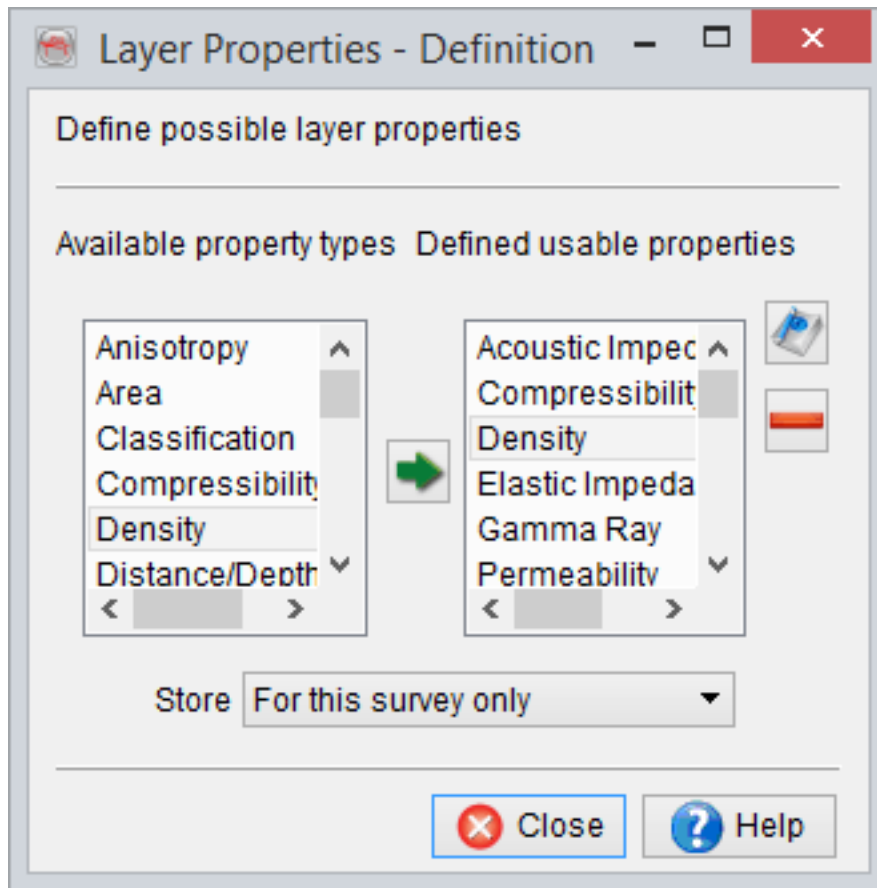 Layer Properties - Definition
Define possible layer properties
Available property types Defined usable properties
Anisotropy
Area
Classification
Compressibility
Density
Distance/Depth
Acoustic Imped
Compressibilit
Density
Elastic Impeda
Gamma Ray
Permeability
Store For this survey only
Close Help